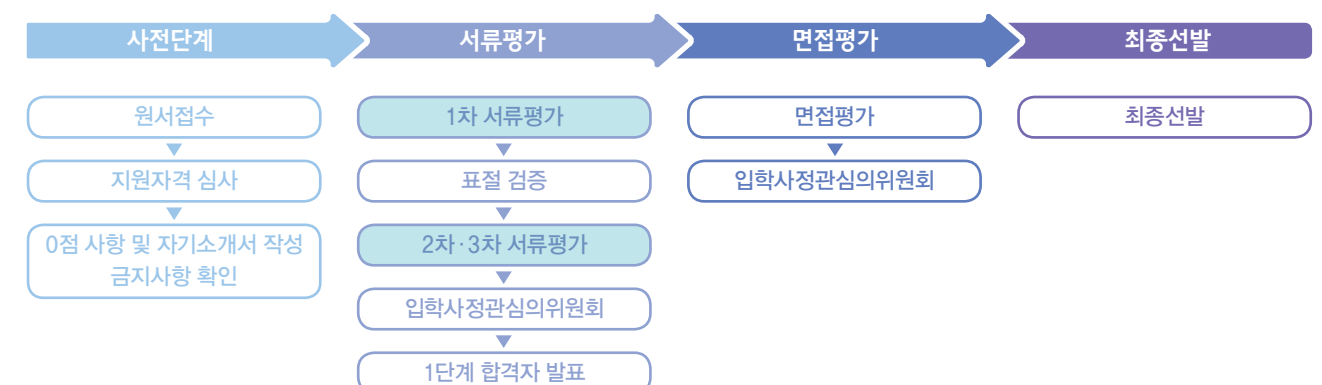 사전단계
서류평가
면접평가
최종선발
원서접수
지원자격 심사
0점 사항 및 자기소개서 작성
금지사항 확인
1차 서류평가
표절 검증
2차·3차 서류평가
입학사정관심의위원회
1단계 합격자 발표
면접평가
입학사정관심의위원회
최종선발